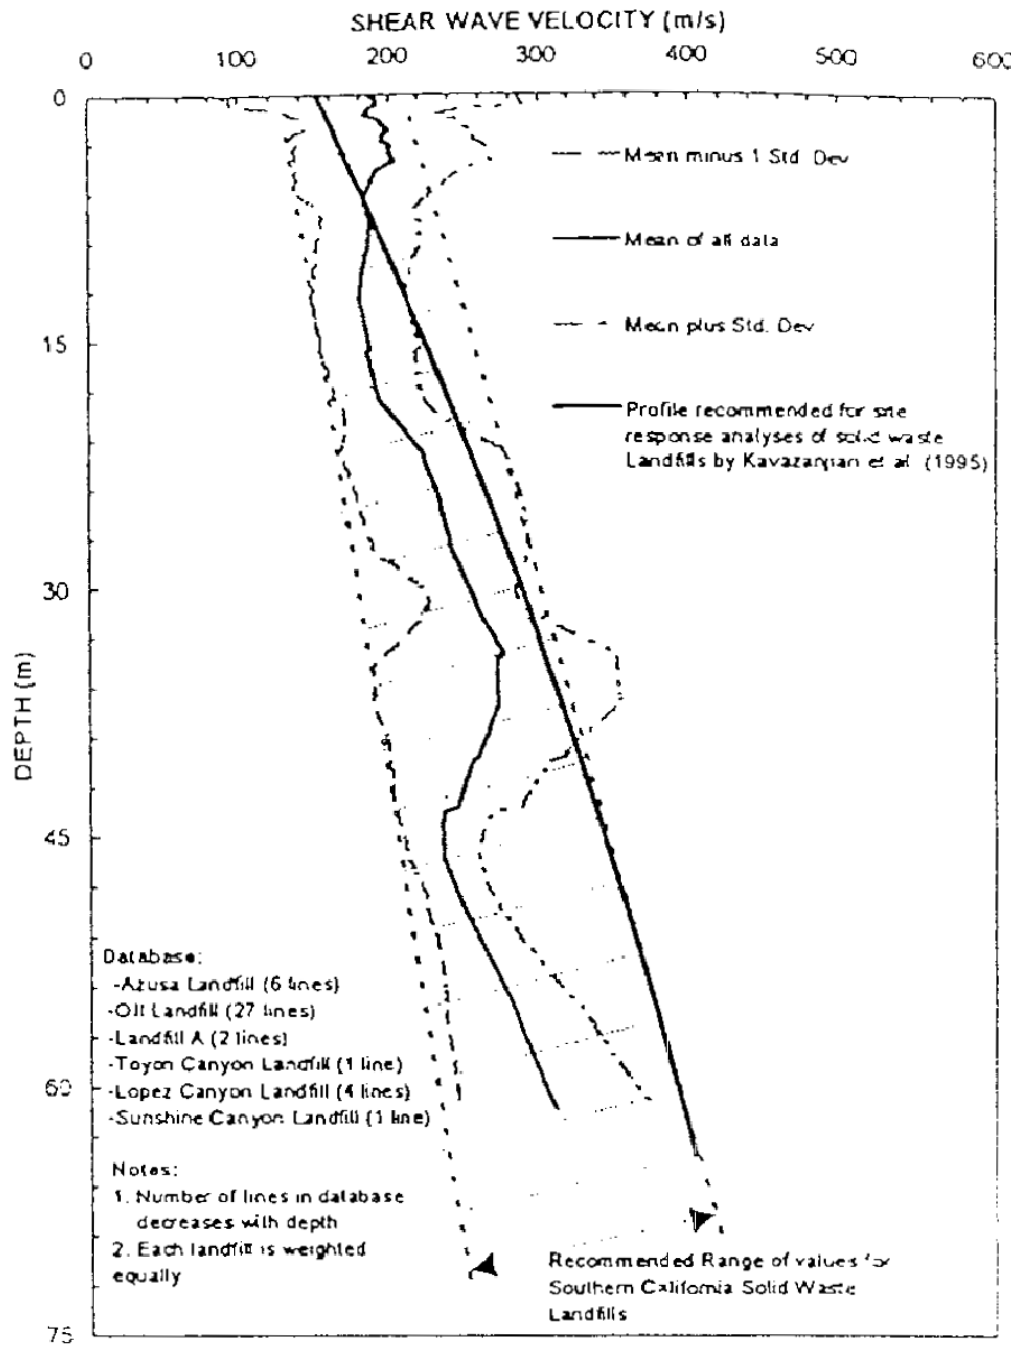 SHEAR WAVE VELOCITY (m/s)
0 100 200 300 400 500 600
0
15
30
45
60
75
DEPTH (m)
Mean minus 1 Std. Dev
Mean of all data
Mean plus Std. Dev
Profile recommended for site
response analyses of solid waste
Landfills by Kavazanjian et al (1995)
Database:
-Azusa Landfill (6 lines)
-OII Landfill (27 lines)
-Landfill A (2 lines)
-Toyon Canyon Landfill (1 line)
-Lopez Canyon Landfill (4 lines)
-Sunshine Canyon Landfill (1 line)
Notes:
1. Number of lines in database
decreases with depth
2. Each landfill is weighted
equally
Recommended Range of values for
Southern California Solid Waste
Landfills